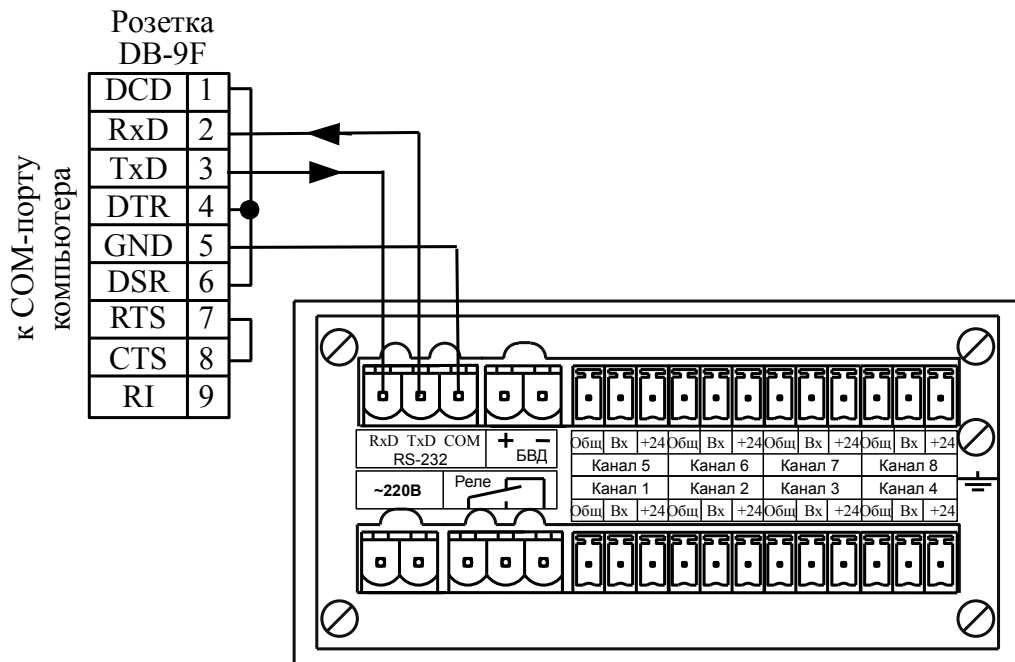 Розетка
DB-9F
DCD 1
RxD 2
TxD 3
DTR 4
GND 5
DSR 6
RTS 7
CTS 8
RI 9
к COM-порту
компьютера
RxD TxD COM
RS-232
+ −
БВД
Общ Вх +24 Общ Вх +24 Общ Вх +24 Общ Вх +24
Канал 5 Канал 6 Канал 7 Канал 8
~220В
Реле
Канал 1 Канал 2 Канал 3 Канал 4
Общ Вх +24 Общ Вх +24 Общ Вх +24 Общ Вх +24